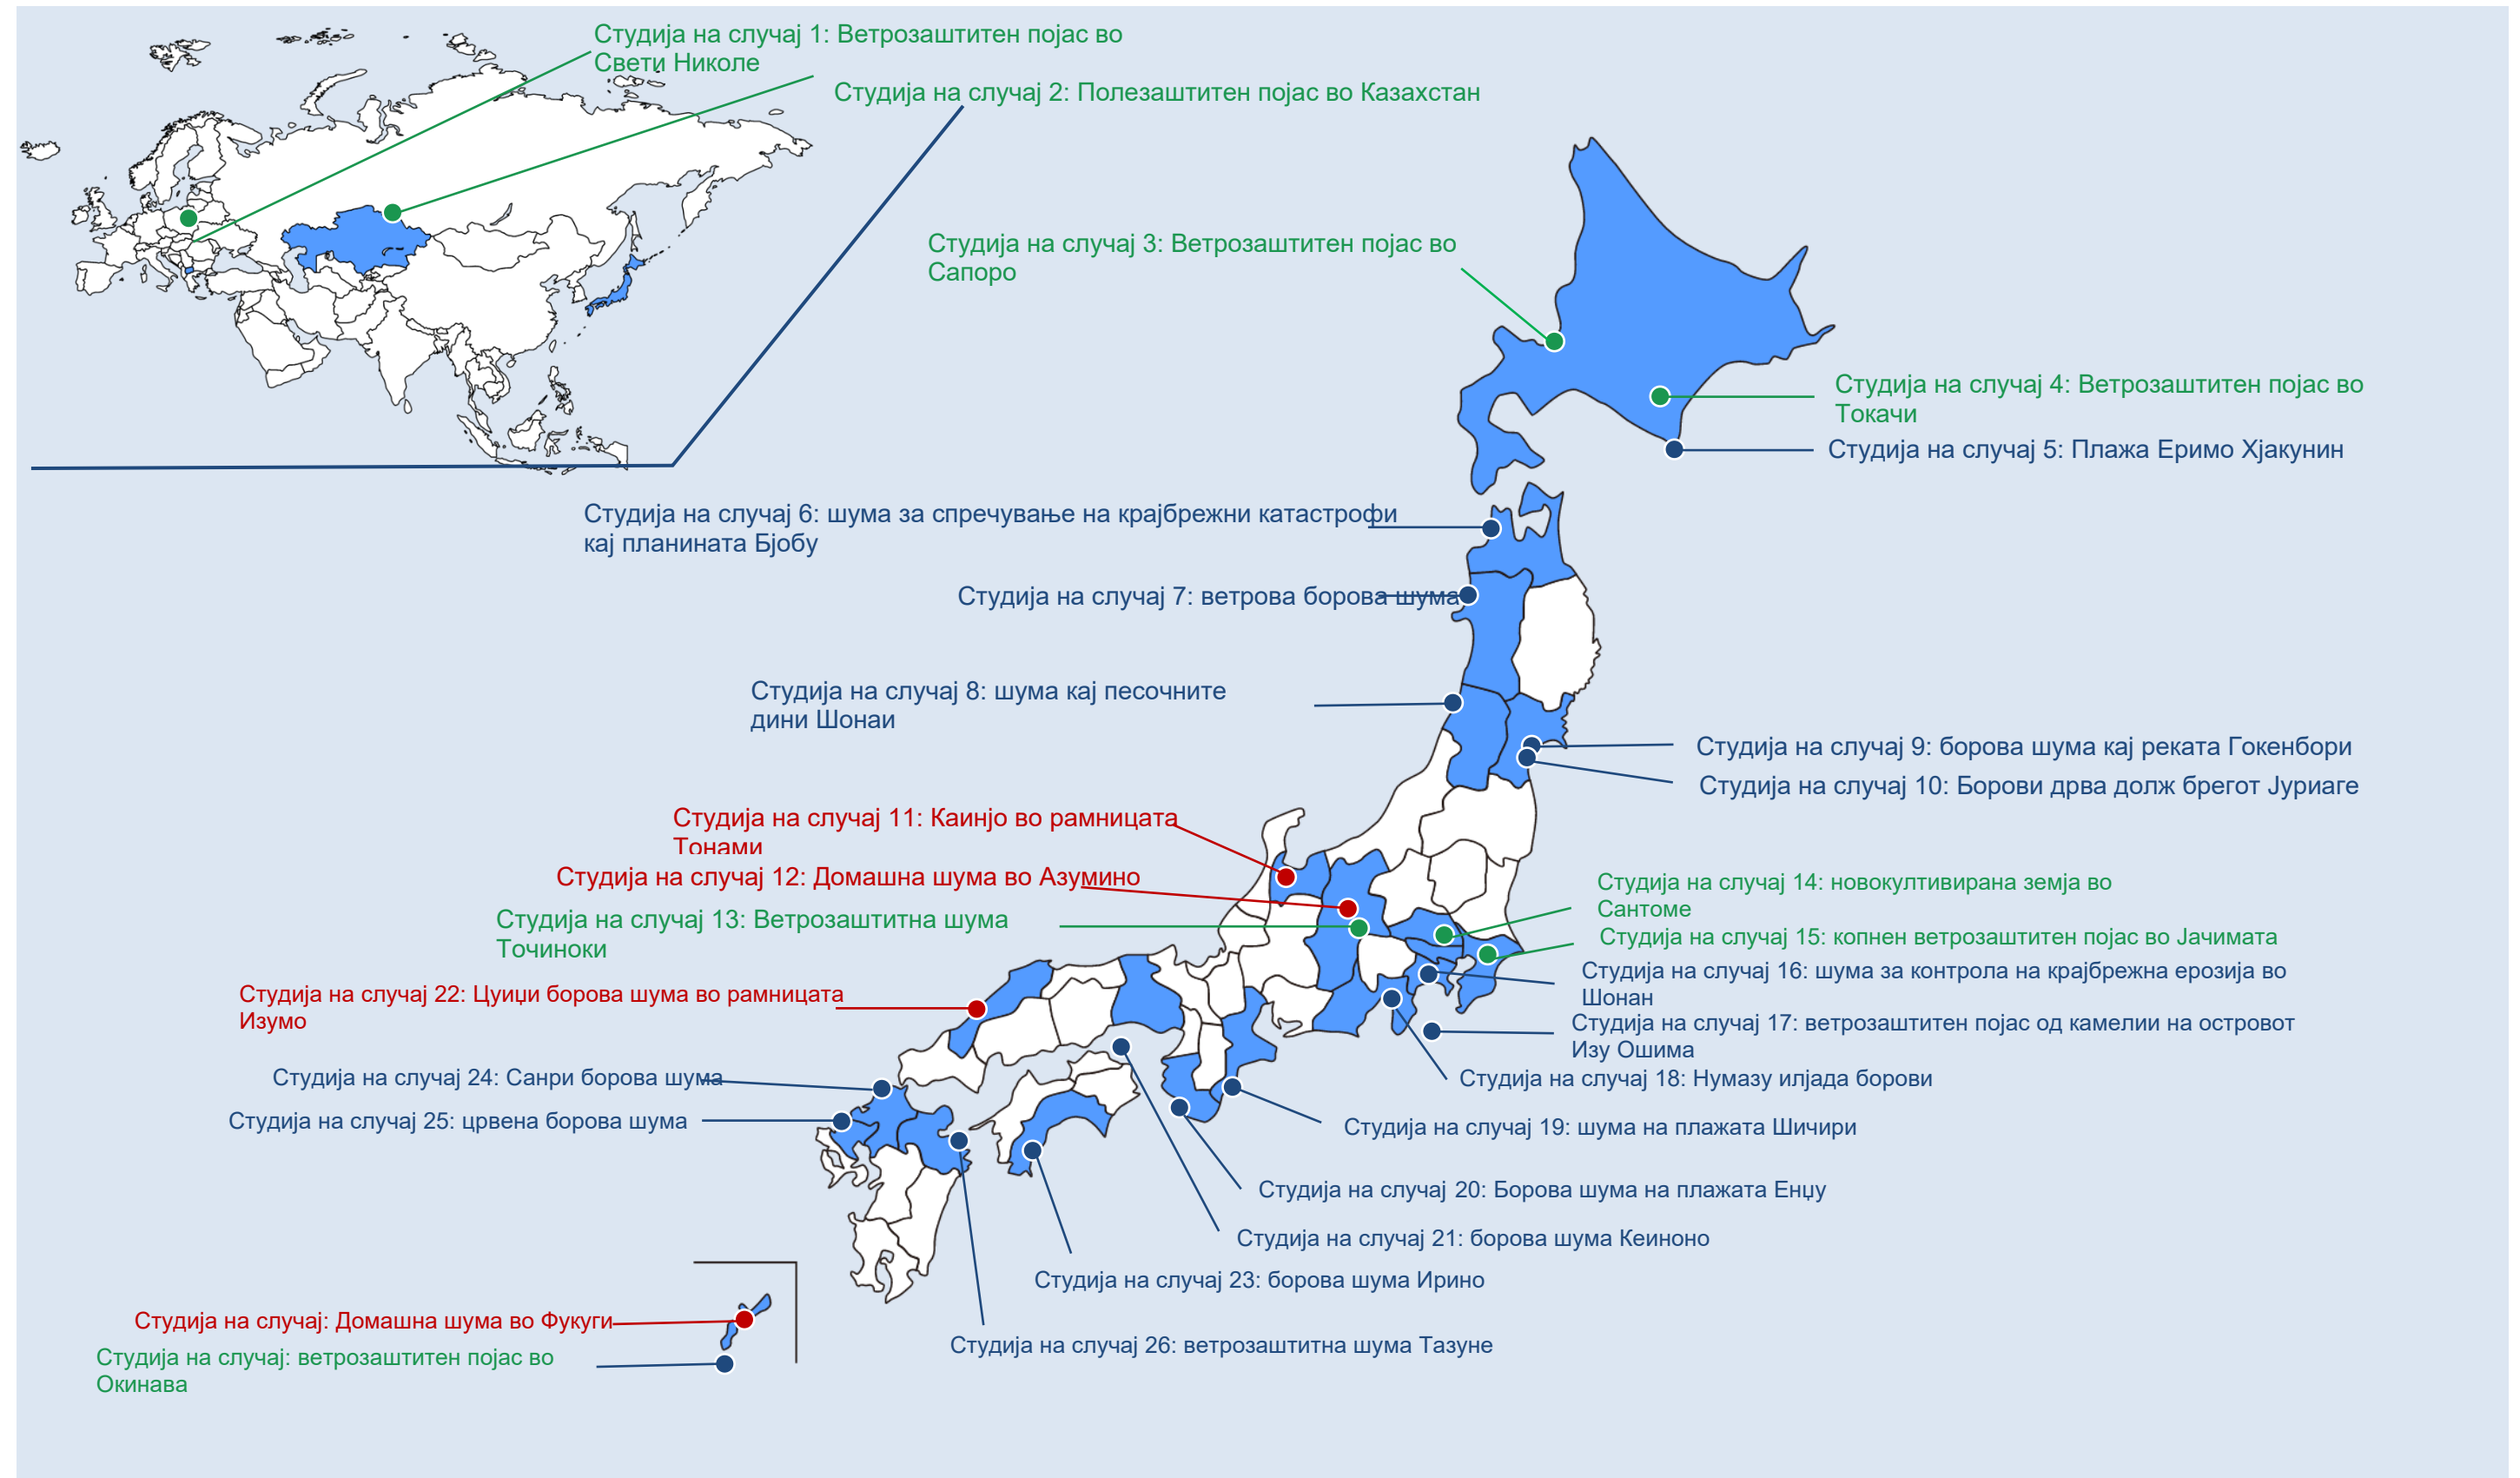 Студија на случај 1: Ветрозаштитен појас во
Свети Николе
Студија на случај 2: Полезаштитен појас во Казахстан
Студија на случај 3: Ветрозаштитен појас во
Сапоро
Студија на случај 4: Ветрозаштитен појас во
Токачи
Студија на случај 5: Плажа Еримо Хјакунин
Студија на случај 6: шума за спречување на крајбрежни катастрофи
кај планината Бјобу
Студија на случај 7: ветрова борова шума
Студија на случај 8: шума кај песочните
дини Шонаи
Студија на случај 9: борова шума кај реката Гокенбори
Студија на случај 10: Борови дрва долж брегот Јуриаге
Студија на случај 11: Каинјо во рамницата
Тонами
Студија на случај 12: Домашна шума во Азумино
Студија на случај 13: Ветрозаштитна шума
Точиноки
Студија на случај 14: новокултивирана земја во
Сантоме
Студија на случај 15: копнен ветрозаштитен појас во Јачимата
Студија на случај 16: шума за контрола на крајбрежна ерозија во
Шонан
Студија на случај 17: ветрозаштитен појас од камелии на островот
Изу Ошима
Студија на случај 18: Нумазу илјада борови
Студија на случај 19: шума на плажата Шичири
Студија на случај 20: Борова шума на плажата Енџу
Студија на случај 21: борова шума Кеиноно
Студија на случај 22: Цуиџи борова шума во рамницата
Изумо
Студија на случај 23: борова шума Ирино
Студија на случај 24: Санри борова шума
Студија на случај 25: црвена борова шума
Студија на случај 26: ветрозаштитна шума Тазуне
Студија на случај: Домашна шума во Фукуги
Студија на случај: ветрозаштитен појас во
Окинава